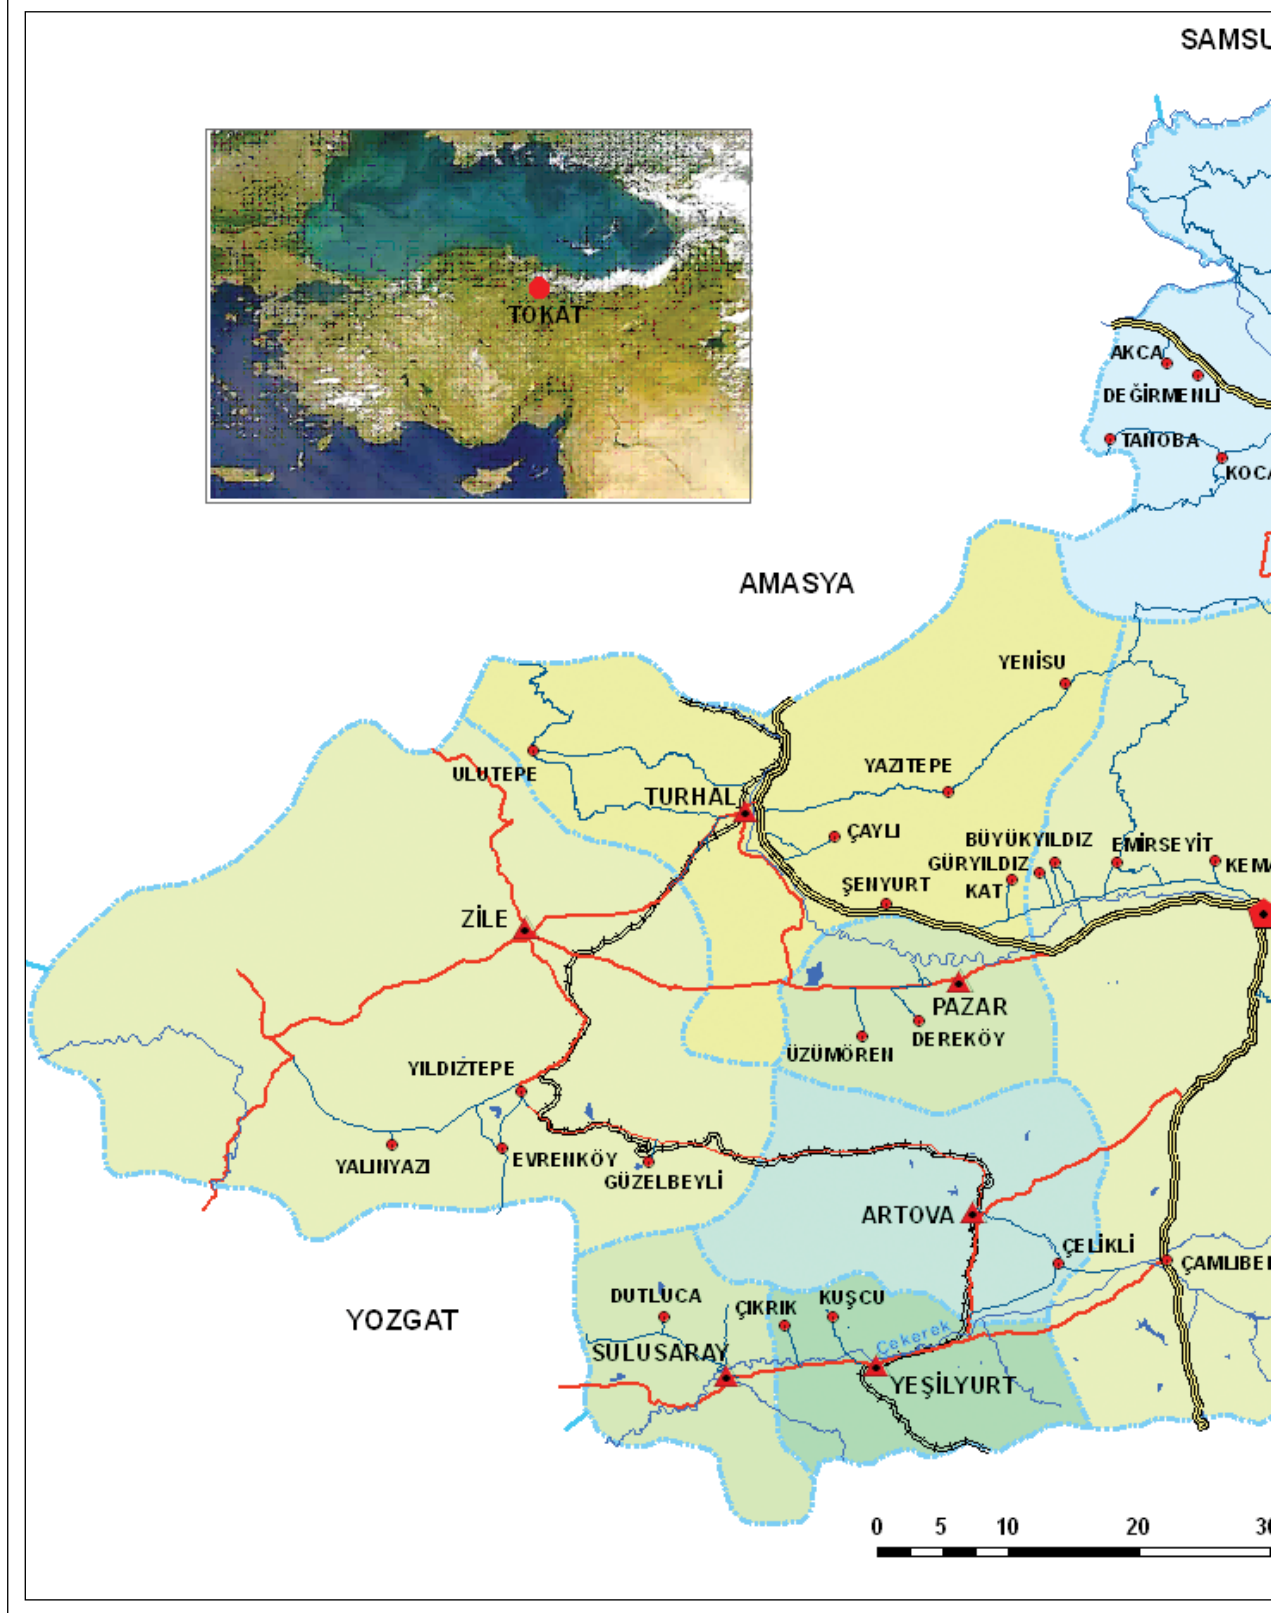 SAMSU
TOKAT
AKCA
DEĞİRMENLİ
TANOBA
KOCA
AMASYA
YENİSU
ULUTEPE
YAZITEPE
TURHAL
ÇAYLI
BÜYÜKYILDIZ
EMİRSEYİT
GÜRYILDIZ
KEMA
ŞENYURT
KAT
ZİLE
PAZAR
DEREKÖY
ÜZÜMÖREN
YILDIZTEPE
YALINYAZI
EVRENKÖY
GÜZELBEYLİ
ARTOVA
ÇELİKLİ
ÇAMLIBEL
DUTLUCA
ÇIKRIK
KUŞCU
YOZGAT
Çekerek
SULUSARAY
YEŞİLYURT
0 5 10 20 30